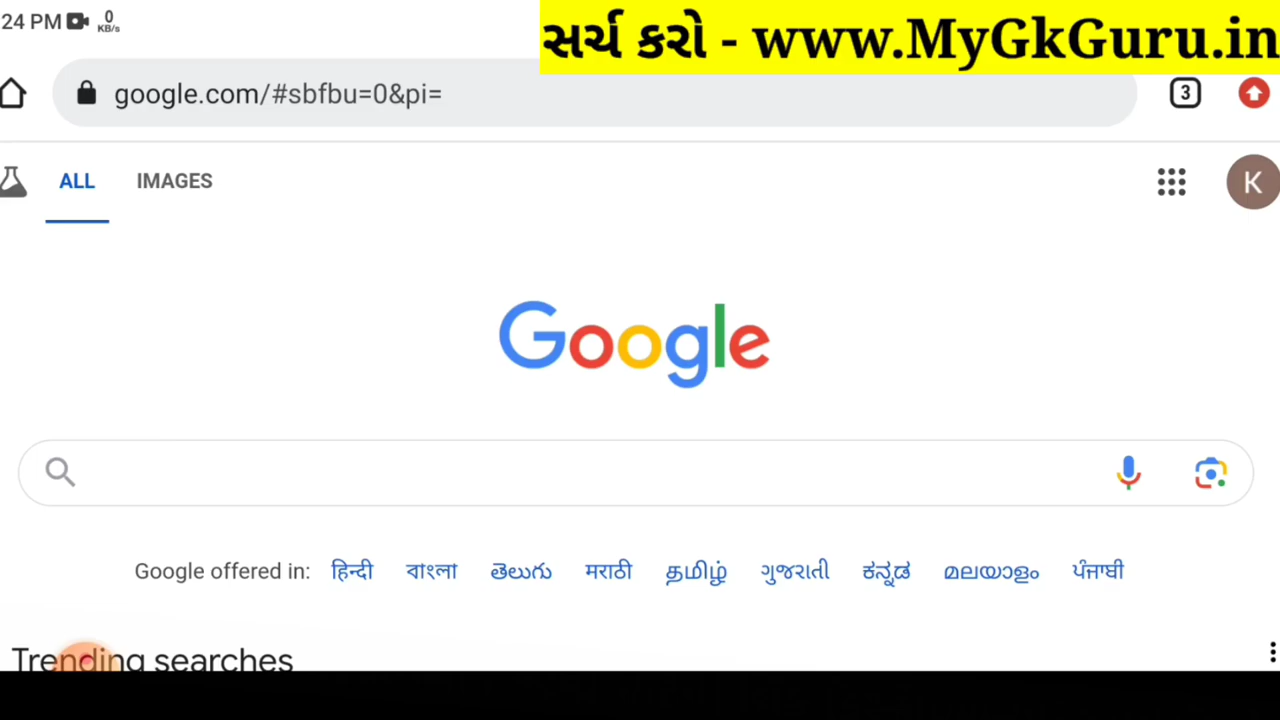 24 PM 0 KB/s
સર્ચ કરો - www.MyGkGuru.in
google.com/#sbfbu=0&pi=
3
ALL IMAGES
K
Google
Google offered in: हिन्दी বাংলা తెలుగు मराठी தமிழ் ગુજરાતી ಕನ್ನಡ മലയാളം ਪੰਜਾਬੀ
Trending searches